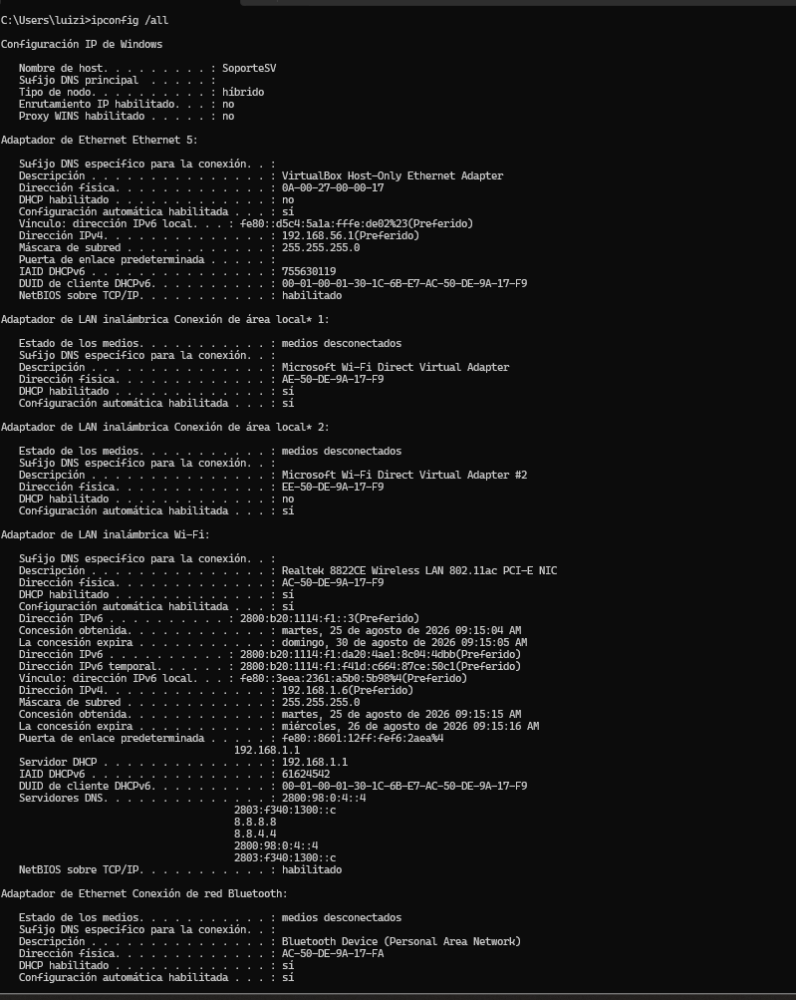 C:\Users\luizi>ipconfig /all
Configuración IP de Windows
Nombre de host. . . . . . . . . : SoporteSV
Sufijo DNS principal  . . . . . :
Tipo de nodo. . . . . . . . . . : híbrido
Enrutamiento IP habilitado. . . : no
Proxy WINS habilitado . . . . . : no
Adaptador de Ethernet Ethernet 5:
Sufijo DNS específico para la conexión. . :
Descripción . . . . . . . . . . . . . . . : VirtualBox Host-Only Ethernet Adapter
Dirección física. . . . . . . . . . . . . : 0A-00-27-00-00-17
DHCP habilitado . . . . . . . . . . . . . : no
Configuración automática habilitada . . . : sí
Vínculo: dirección IPv6 local. . . : fe80::d5c4:5a1a:fffe:de02%23(Preferido)
Dirección IPv4. . . . . . . . . . . . . . : 192.168.56.1(Preferido)
Máscara de subred . . . . . . . . . . . . : 255.255.255.0
Puerta de enlace predeterminada . . . . . :
IAID DHCPv6 . . . . . . . . . . . . . . . : 755630119
DUID de cliente DHCPv6. . . . . . . . . . : 00-01-00-01-30-1C-6B-E7-AC-50-DE-9A-17-F9
NetBIOS sobre TCP/IP. . . . . . . . . . . : habilitado
Adaptador de LAN inalámbrica Conexión de área local* 1:
Estado de los medios. . . . . . . . . . . : medios desconectados
Sufijo DNS específico para la conexión. . :
Descripción . . . . . . . . . . . . . . . : Microsoft Wi-Fi Direct Virtual Adapter
Dirección física. . . . . . . . . . . . . : AE-50-DE-9A-17-F9
DHCP habilitado . . . . . . . . . . . . . : sí
Configuración automática habilitada . . . : sí
Adaptador de LAN inalámbrica Conexión de área local* 2:
Estado de los medios. . . . . . . . . . . : medios desconectados
Sufijo DNS específico para la conexión. . :
Descripción . . . . . . . . . . . . . . . : Microsoft Wi-Fi Direct Virtual Adapter #2
Dirección física. . . . . . . . . . . . . : EE-50-DE-9A-17-F9
DHCP habilitado . . . . . . . . . . . . . : no
Configuración automática habilitada . . . : sí
Adaptador de LAN inalámbrica Wi-Fi:
Sufijo DNS específico para la conexión. . :
Descripción . . . . . . . . . . . . . . . : Realtek 8822CE Wireless LAN 802.11ac PCI-E NIC
Dirección física. . . . . . . . . . . . . : AC-50-DE-9A-17-F9
DHCP habilitado . . . . . . . . . . . . . : sí
Configuración automática habilitada . . . : sí
Dirección IPv6 . . . . . . . . . . : 2800:b20:1114:f1::3(Preferido)
Concesión obtenida. . . . . . . . . . . . : martes, 25 de agosto de 2026 09:15:04 AM
La concesión expira . . . . . . . . . . . : domingo, 30 de agosto de 2026 09:15:05 AM
Dirección IPv6 . . . . . . . . . . : 2800:b20:1114:f1:da20:4ae1:8c04:4dbb(Preferido)
Dirección IPv6 temporal. . . . . . : 2800:b20:1114:f1:f41d:c664:87ce:50c1(Preferido)
Vínculo: dirección IPv6 local. . . : fe80::3eea:2361:a5b0:5b98%4(Preferido)
Dirección IPv4. . . . . . . . . . . . . . : 192.168.1.6(Preferido)
Máscara de subred . . . . . . . . . . . . : 255.255.255.0
Concesión obtenida. . . . . . . . . . . . : martes, 25 de agosto de 2026 09:15:15 AM
La concesión expira . . . . . . . . . . . : miércoles, 26 de agosto de 2026 09:15:16 AM
Puerta de enlace predeterminada . . . . . : fe80::8601:12ff:fef6:2aea%4
192.168.1.1
Servidor DHCP . . . . . . . . . . . . . . : 192.168.1.1
IAID DHCPv6 . . . . . . . . . . . . . . . : 61624542
DUID de cliente DHCPv6. . . . . . . . . . : 00-01-00-01-30-1C-6B-E7-AC-50-DE-9A-17-F9
Servidores DNS. . . . . . . . . . . . . . : 2800:98:0:4::4
2803:f340:1300::c
8.8.8.8
8.8.4.4
2800:98:0:4::4
2803:f340:1300::c
NetBIOS sobre TCP/IP. . . . . . . . . . . : habilitado
Adaptador de Ethernet Conexión de red Bluetooth:
Estado de los medios. . . . . . . . . . . : medios desconectados
Sufijo DNS específico para la conexión. . :
Descripción . . . . . . . . . . . . . . . : Bluetooth Device (Personal Area Network)
Dirección física. . . . . . . . . . . . . : AC-50-DE-9A-17-FA
DHCP habilitado . . . . . . . . . . . . . : sí
Configuración automática habilitada . . . : sí